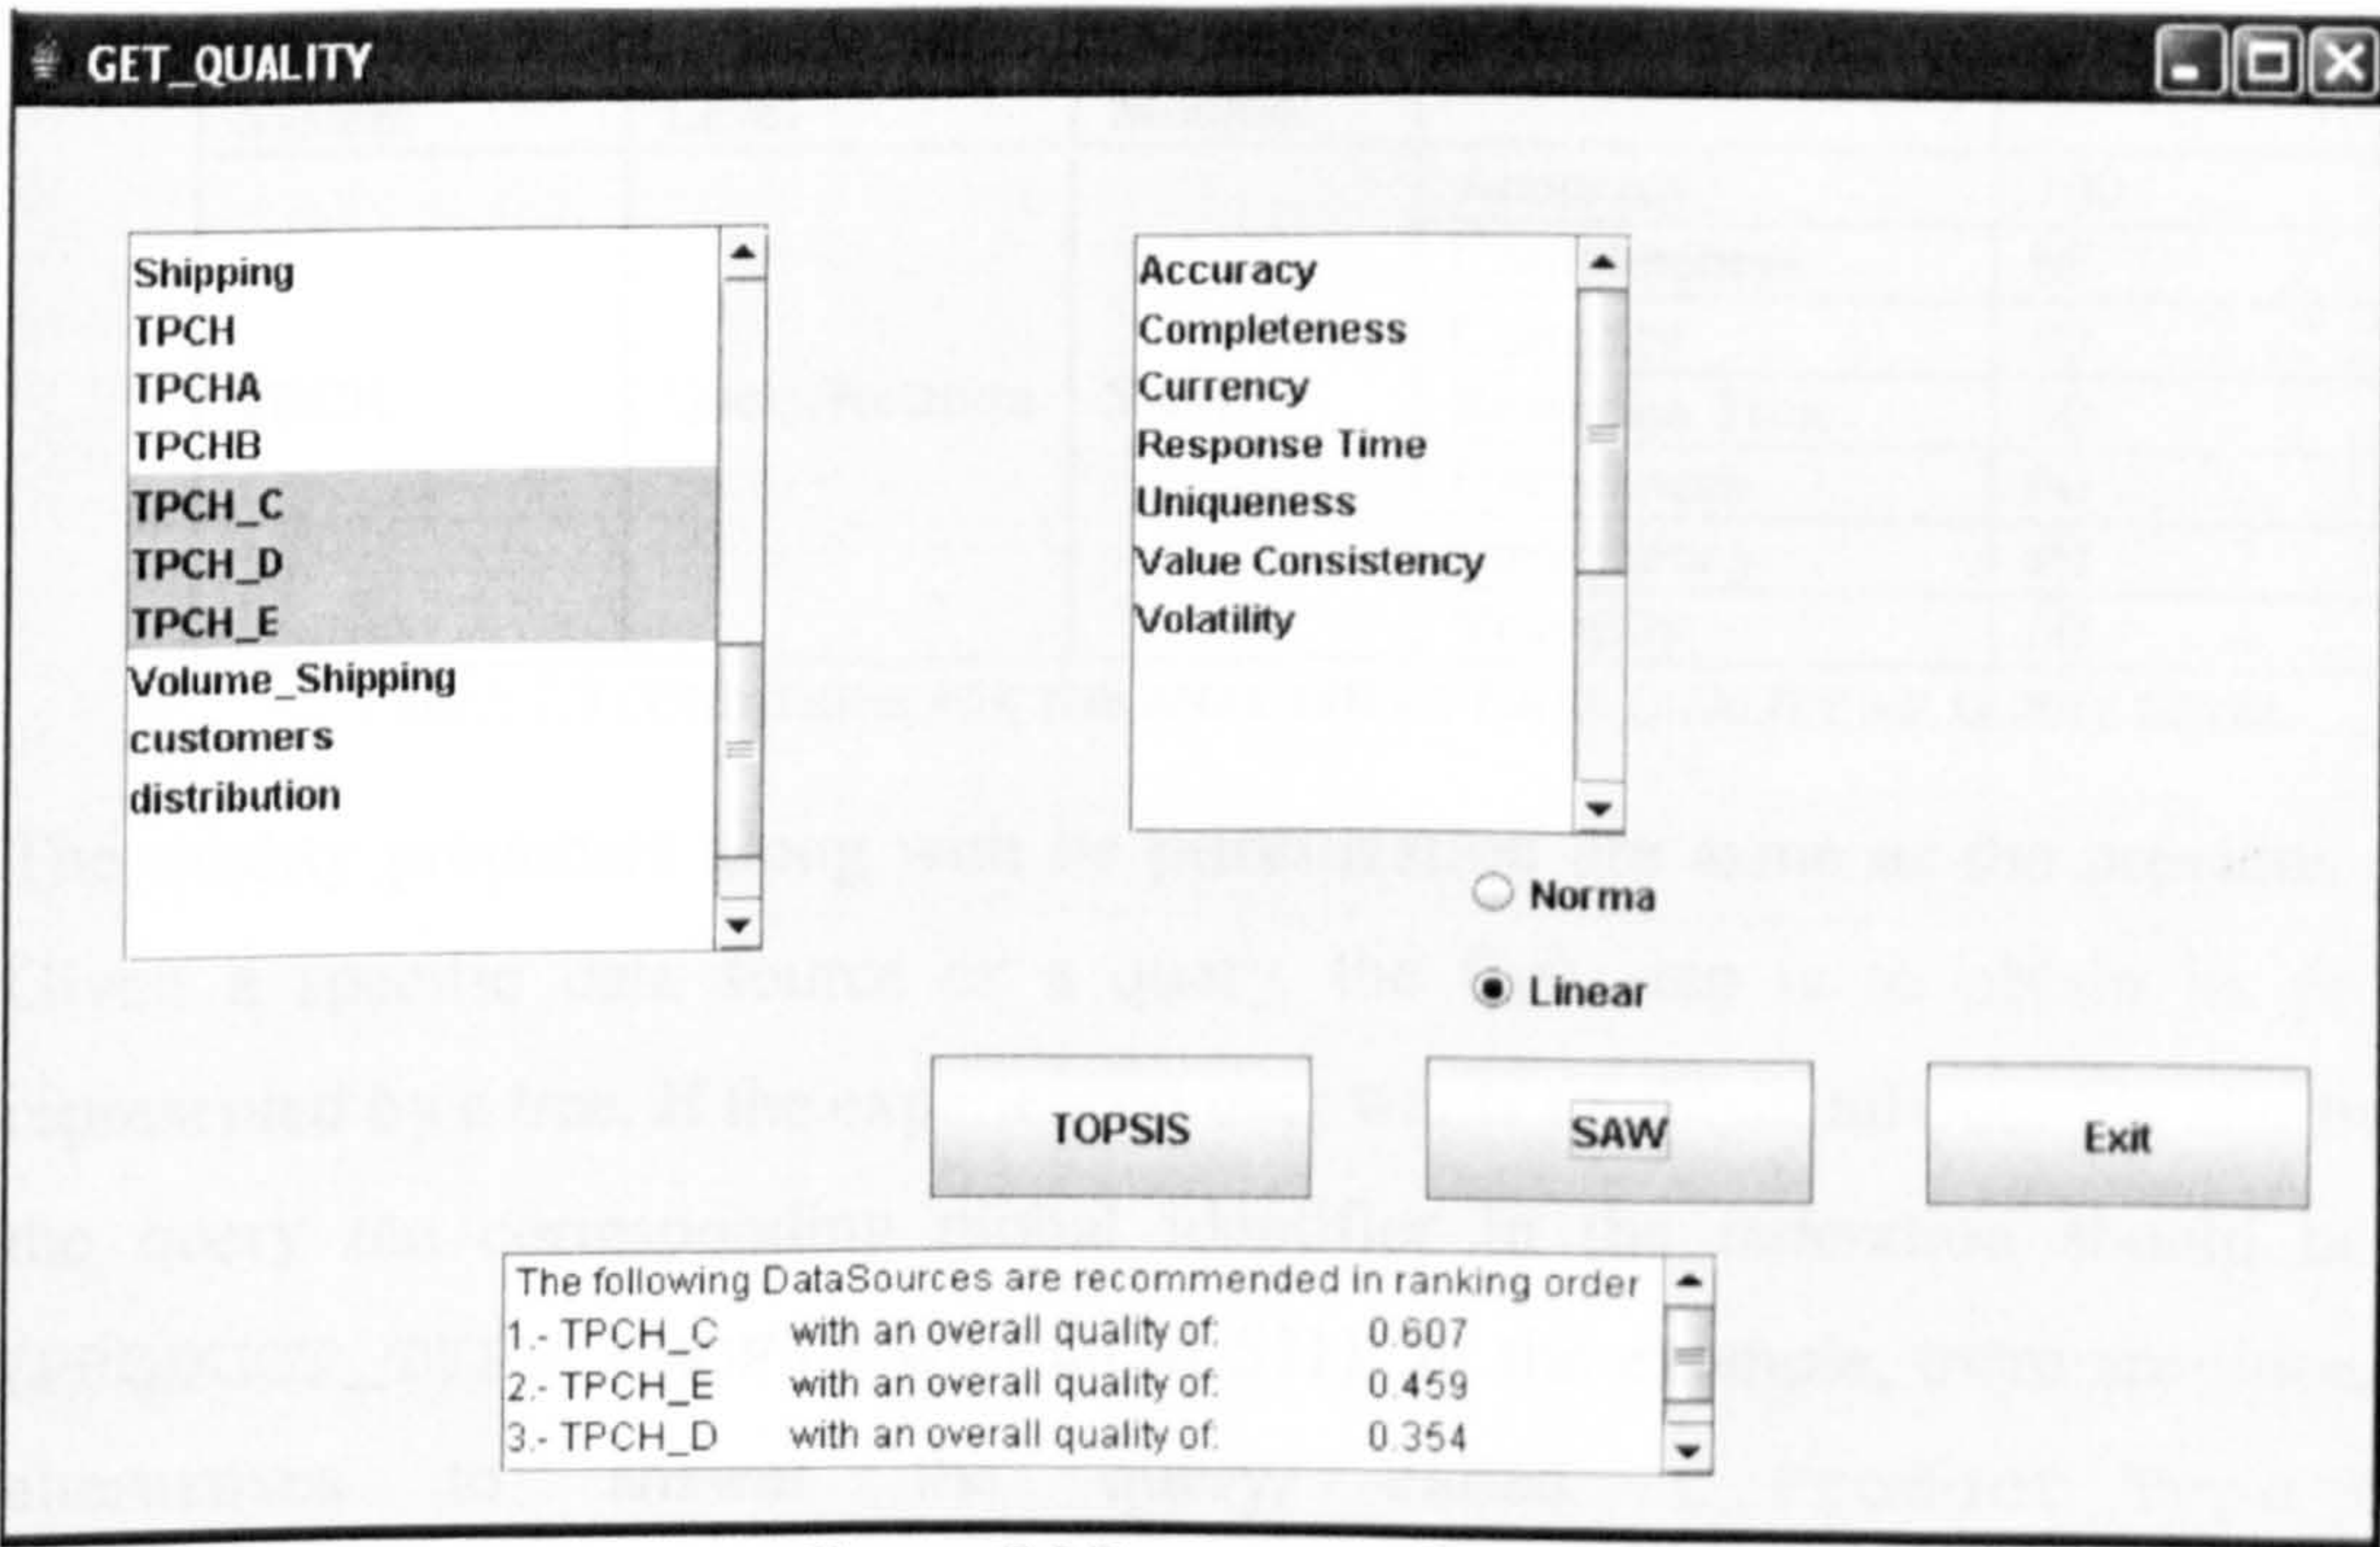 GET_QUALITY
Shipping
TPCH
TPCHA
TPCHB
TPCH_C
TPCH_D
TPCH_E
Volume_Shipping
customers
distribution
Accuracy
Completeness
Currency
Response Time
Uniqueness
Value Consistency
Volatility
Norma
Linear
TOPSIS
SAW
Exit
The following DataSources are recommended in ranking order
1.- TPCH_C with an overall quality of: 0.607
2.- TPCH_E with an overall quality of: 0.459
3.- TPCH_D with an overall quality of: 0.354